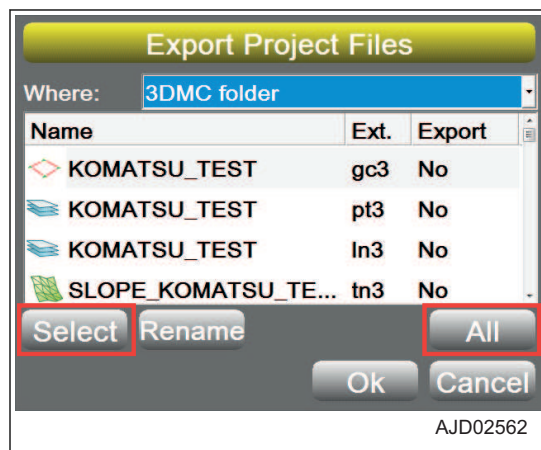 Export Project Files
Where: 3DMC folder
Name Ext. Export
KOMATSU_TEST gc3 No
KOMATSU_TEST pt3 No
KOMATSU_TEST ln3 No
SLOPE_KOMATSU_TE... tn3 No
Select Rename All
Ok Cancel
AJD02562